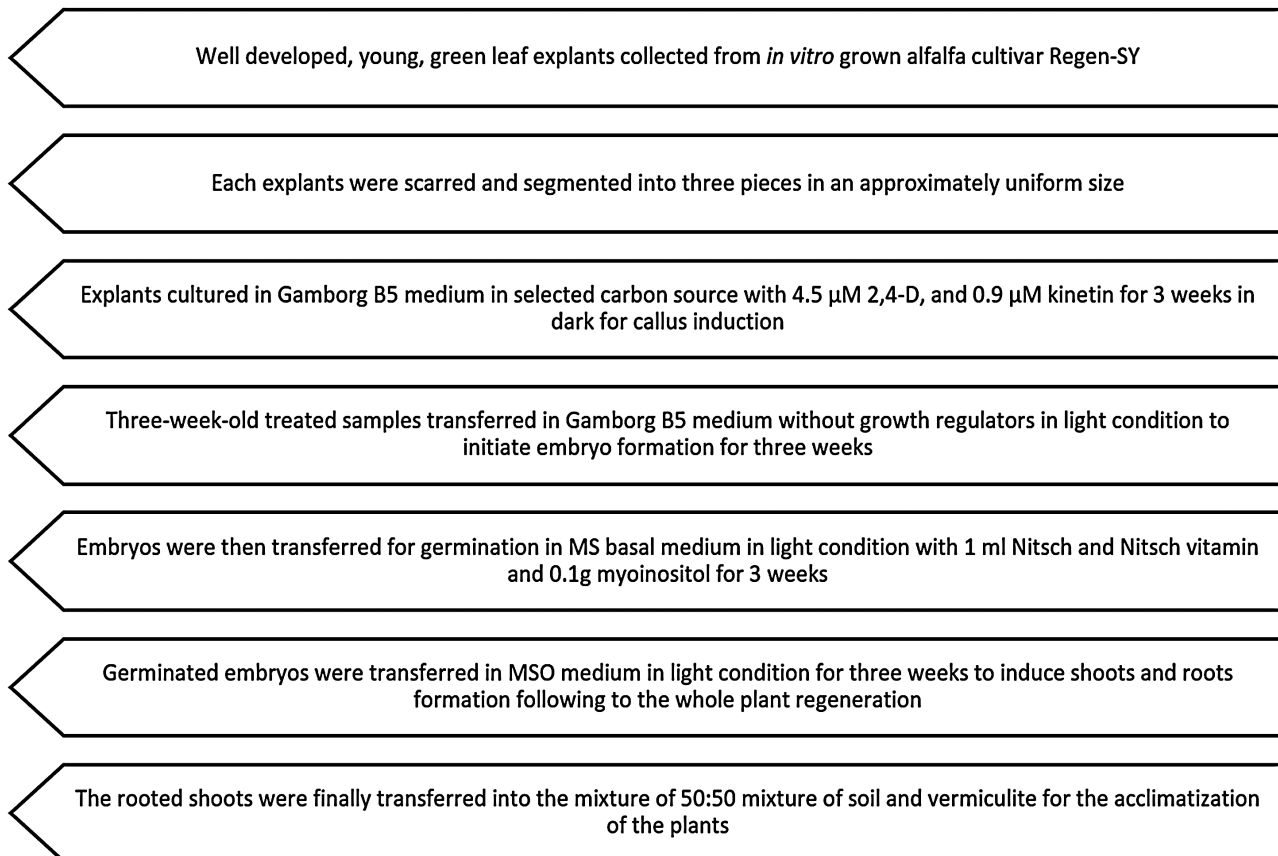 Well developed, young, green leaf explants collected from in vitro grown alfalfa cultivar Regen-SY
Each explants were scarred and segmented into three pieces in an approximately uniform size
Explants cultured in Gamborg B5 medium in selected carbon source with 4.5 µM 2,4-D, and 0.9 µM kinetin for 3 weeks in
dark for callus induction
Three-week-old treated samples transferred in Gamborg B5 medium without growth regulators in light condition to
initiate embryo formation for three weeks
Embryos were then transferred for germination in MS basal medium in light condition with 1 ml Nitsch and Nitsch vitamin
and 0.1g myoinositol for 3 weeks
Germinated embryos were transferred in MSO medium in light condition for three weeks to induce shoots and roots
formation following to the whole plant regeneration
The rooted shoots were finally transferred into the mixture of 50:50 mixture of soil and vermiculite for the acclimatization
of the plants